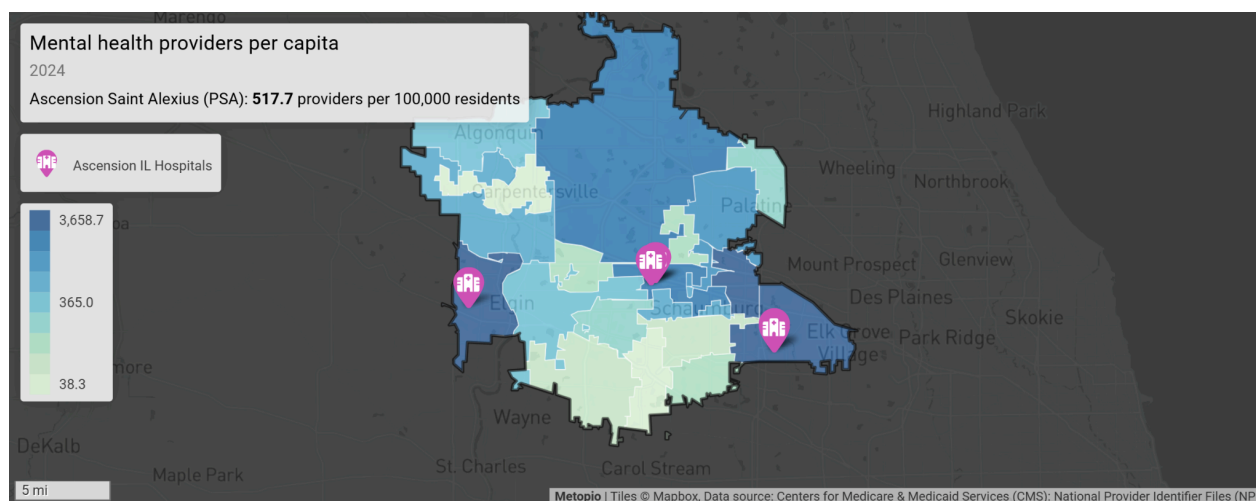 Marengo
Mental health providers per capita
2024
Ascension Saint Alexius (PSA): 517.7 providers per 100,000 residents
Ascension IL Hospitals
3,658.7
365.0
38.3
Algonquin
Carpentersville
Palatine
Highland Park
Wheeling
Northbrook
Mount Prospect
Glenview
Des Plaines
Skokie
Elgin
Schaumburg
Elk Grove
Village
Park Ridge
more
Wayne
DeKalb
Maple Park
St. Charles
Carol Stream
5 mi
Metopio | Tiles © Mapbox, Data source: Centers for Medicare & Medicaid Services (CMS): National Provider Identifier Files (NP